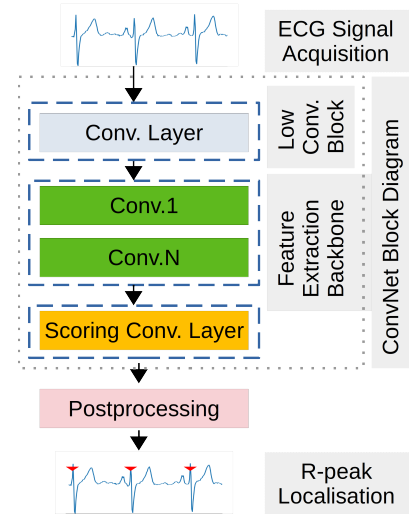 ECG Signal
Acquisition
Conv. Layer
Low
Conv.
Block
Conv.1
Conv.N
Feature
Extraction
Backbone
Scoring Conv. Layer
ConvNet Block Diagram
Postprocessing
R-peak
Localisation